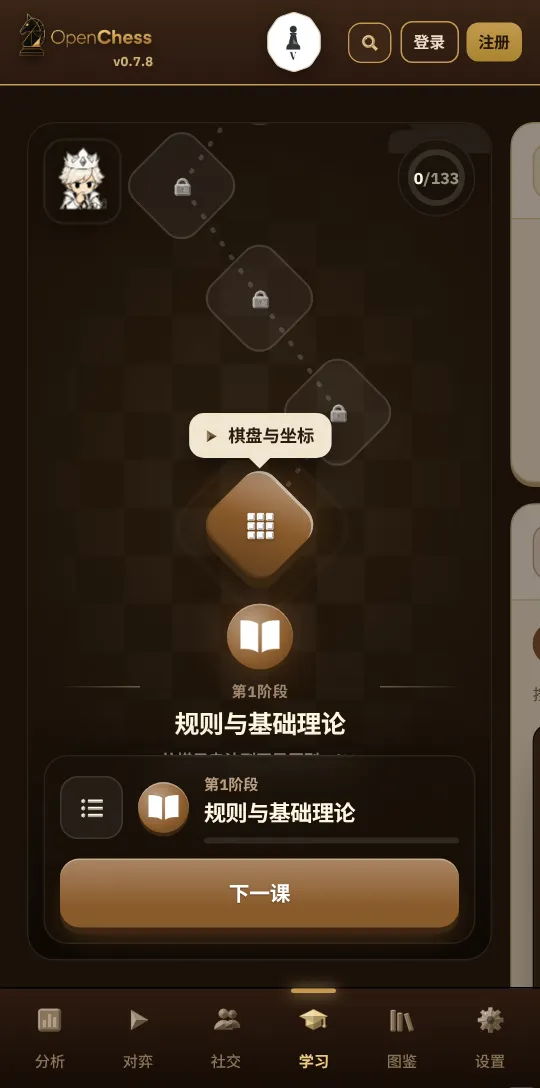 OpenChess
v0.7.8
V
登录
注册
0/133
棋盘与坐标
第1阶段
规则与基础理论
第1阶段
规则与基础理论
下一课
分析
对弈
社交
学习
图鉴
设置